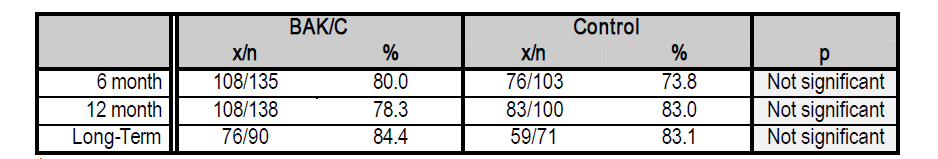 BAK/C Control
x/n % x/n % p
6 month 108/135 80.0 76/103 73.8 Not significant
12 month 108/138 78.3 83/100 83.0 Not significant
Long-Term 76/90 84.4 59/71 83.1 Not significant